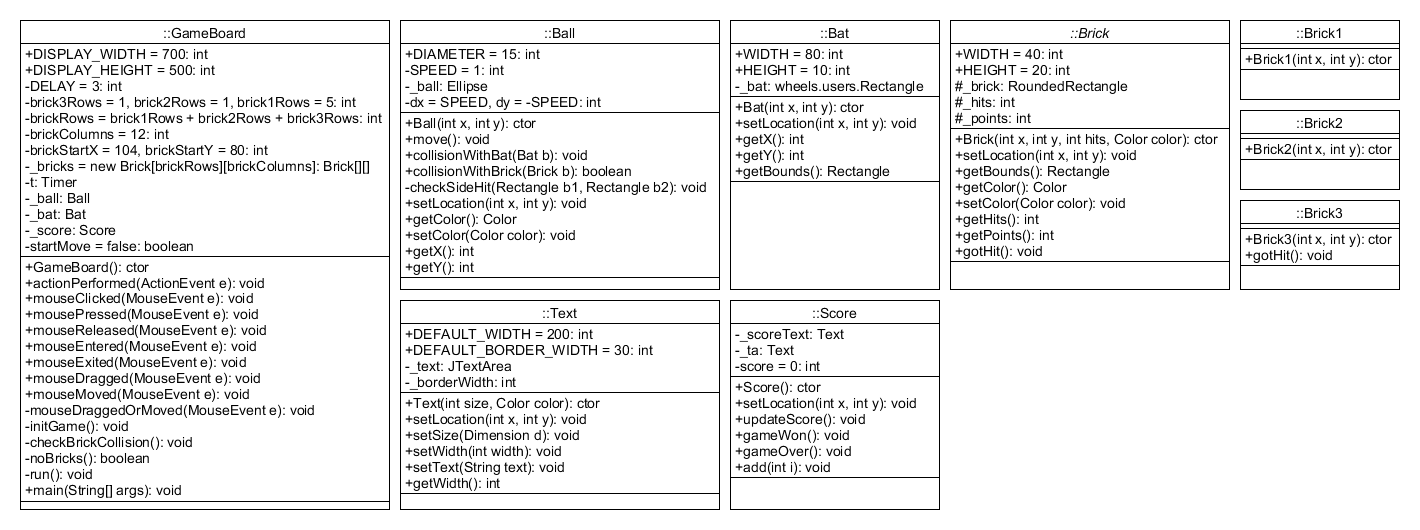 ::GameBoard
+DISPLAY_WIDTH = 700: int
+DISPLAY_HEIGHT = 500: int
-DELAY = 3: int
-brick3Rows = 1, brick2Rows = 1, brick1Rows = 5: int
-brickRows = brick1Rows + brick2Rows + brick3Rows: int
-brickColumns = 12: int
-brickStartX = 104, brickStartY = 80: int
-_bricks = new Brick[brickRows][brickColumns]: Brick[][]
-t: Timer
-_ball: Ball
-_bat: Bat
-_score: Score
-startMove = false: boolean
+GameBoard(): ctor
+actionPerformed(ActionEvent e): void
+mouseClicked(MouseEvent e): void
+mousePressed(MouseEvent e): void
+mouseReleased(MouseEvent e): void
+mouseEntered(MouseEvent e): void
+mouseExited(MouseEvent e): void
+mouseDragged(MouseEvent e): void
+mouseMoved(MouseEvent e): void
-mouseDraggedOrMoved(MouseEvent e): void
-initGame(): void
-checkBrickCollision(): void
-noBricks(): boolean
-run(): void
+main(String[] args): void
::Ball
+DIAMETER = 15: int
-SPEED = 1: int
-_ball: Ellipse
-dx = SPEED, dy = -SPEED: int
+Ball(int x, int y): ctor
+move(): void
+collisionWithBat(Bat b): void
+collisionWithBrick(Brick b): boolean
-checkSideHit(Rectangle b1, Rectangle b2): void
+setLocation(int x, int y): void
+getColor(): Color
+setColor(Color color): void
+getX(): int
+getY(): int
::Bat
+WIDTH = 80: int
+HEIGHT = 10: int
-_bat: wheels.users.Rectangle
+Bat(int x, int y): ctor
+setLocation(int x, int y): void
+getX(): int
+getY(): int
+getBounds(): Rectangle
::Brick
+WIDTH = 40: int
+HEIGHT = 20: int
#_brick: RoundedRectangle
#_hits: int
#_points: int
+Brick(int x, int y, int hits, Color color): ctor
+setLocation(int x, int y): void
+getBounds(): Rectangle
+getColor(): Color
+setColor(Color color): void
+getHits(): int
+getPoints(): int
+gotHit(): void
::Brick1
+Brick1(int x, int y): ctor
::Brick2
+Brick2(int x, int y): ctor
::Brick3
+Brick3(int x, int y): ctor
+gotHit(): void
::Text
+DEFAULT_WIDTH = 200: int
+DEFAULT_BORDER_WIDTH = 30: int
-_text: JTextArea
-_borderWidth: int
+Text(int size, Color color): ctor
+setLocation(int x, int y): void
+setSize(Dimension d): void
+setWidth(int width): void
+setText(String text): void
+getWidth(): int
::Score
-_scoreText: Text
-_ta: Text
-score = 0: int
+Score(): ctor
+setLocation(int x, int y): void
+updateScore(): void
+gameWon(): void
+gameOver(): void
+add(int i): void